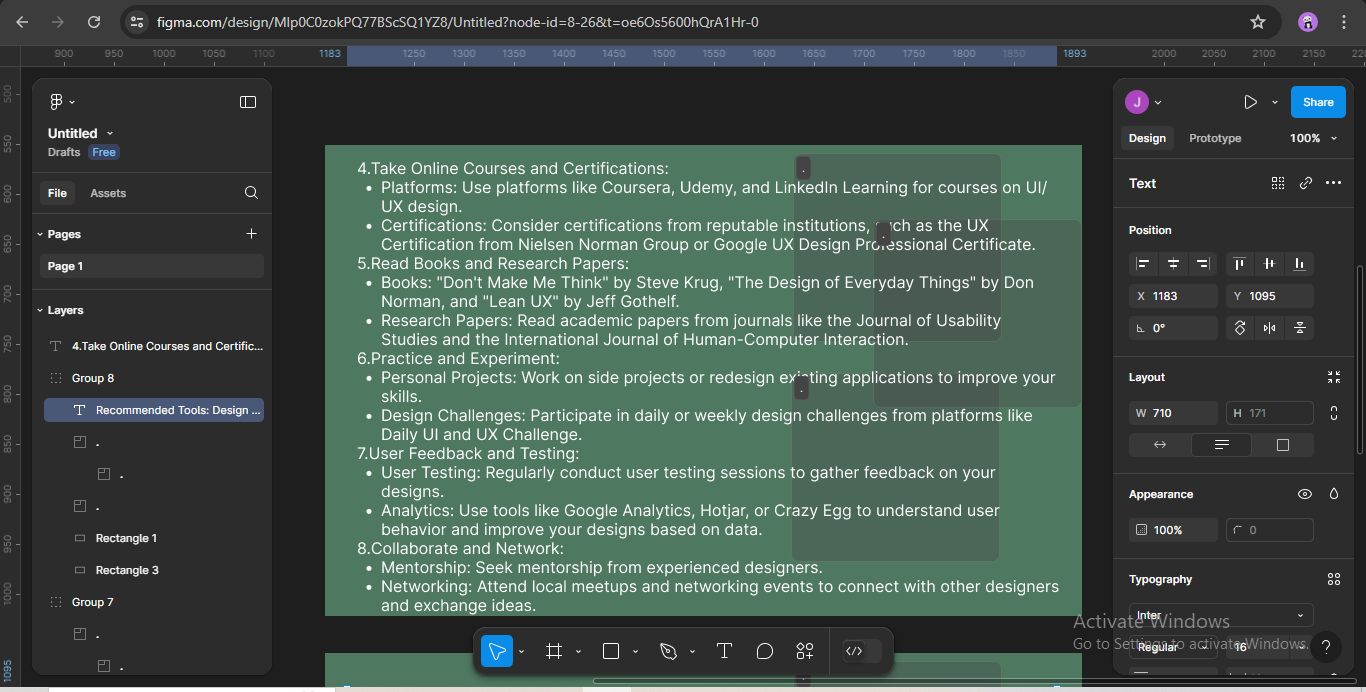 figma.com/design/MIp0C0zokPQ77BScSQ1YZ8/Untitled?node-id=8-26&t=oe6Os5600hQrA1Hr-0
900 950 1000 1050 1100 1183 1250 1300 1350 1400 1450 1500 1550 1600 1650 1700 1750 1800 1850 1893 2000 2050 2100 2150
500
550
600
650
700
750
800
850
900
950
1000
1095
Untitled
Drafts Free
File Assets
Pages
Page 1
Layers
4.Take Online Courses and Certific...
Group 8
Recommended Tools: Design ...
.
.
.
Rectangle 1
Rectangle 3
Group 7
.
.
4.Take Online Courses and Certifications:
• Platforms: Use platforms like Coursera, Udemy, and LinkedIn Learning for courses on UI/
UX design.
• Certifications: Consider certifications from reputable institutions, such as the UX
Certification from Nielsen Norman Group or Google UX Design Professional Certificate.
5.Read Books and Research Papers:
• Books: "Don't Make Me Think" by Steve Krug, "The Design of Everyday Things" by Don
Norman, and "Lean UX" by Jeff Gothelf.
• Research Papers: Read academic papers from journals like the Journal of Usability
Studies and the International Journal of Human-Computer Interaction.
6.Practice and Experiment:
• Personal Projects: Work on side projects or redesign existing applications to improve your
skills.
• Design Challenges: Participate in daily or weekly design challenges from platforms like
Daily UI and UX Challenge.
7.User Feedback and Testing:
• User Testing: Regularly conduct user testing sessions to gather feedback on your
designs.
• Analytics: Use tools like Google Analytics, Hotjar, or Crazy Egg to understand user
behavior and improve your designs based on data.
8.Collaborate and Network:
• Mentorship: Seek mentorship from experienced designers.
• Networking: Attend local meetups and networking events to connect with other designers
and exchange ideas.
J
Share
Design Prototype 100%
Text
Position
X 1183 Y 1095
0°
Layout
W 710 H 171
Appearance
100% 0
Typography
Inter
Regular 16
Activate Windows
Go to Settings to activate Windows.
?